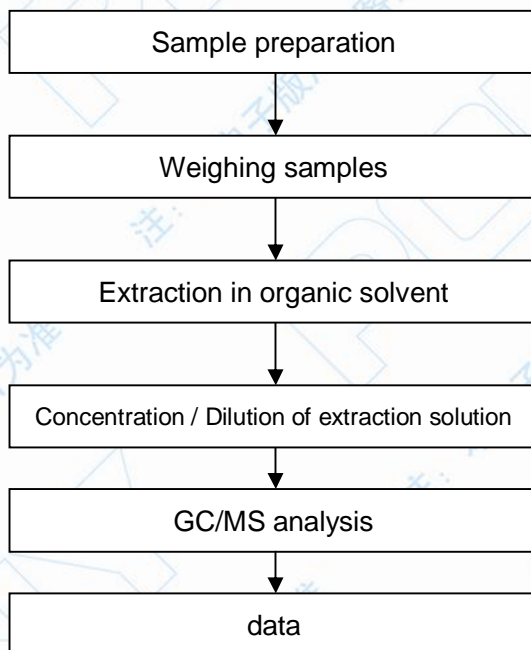 Sample preparation
Weighing samples
Extraction in organic solvent
Concentration / Dilution of extraction solution
GC/MS analysis
data